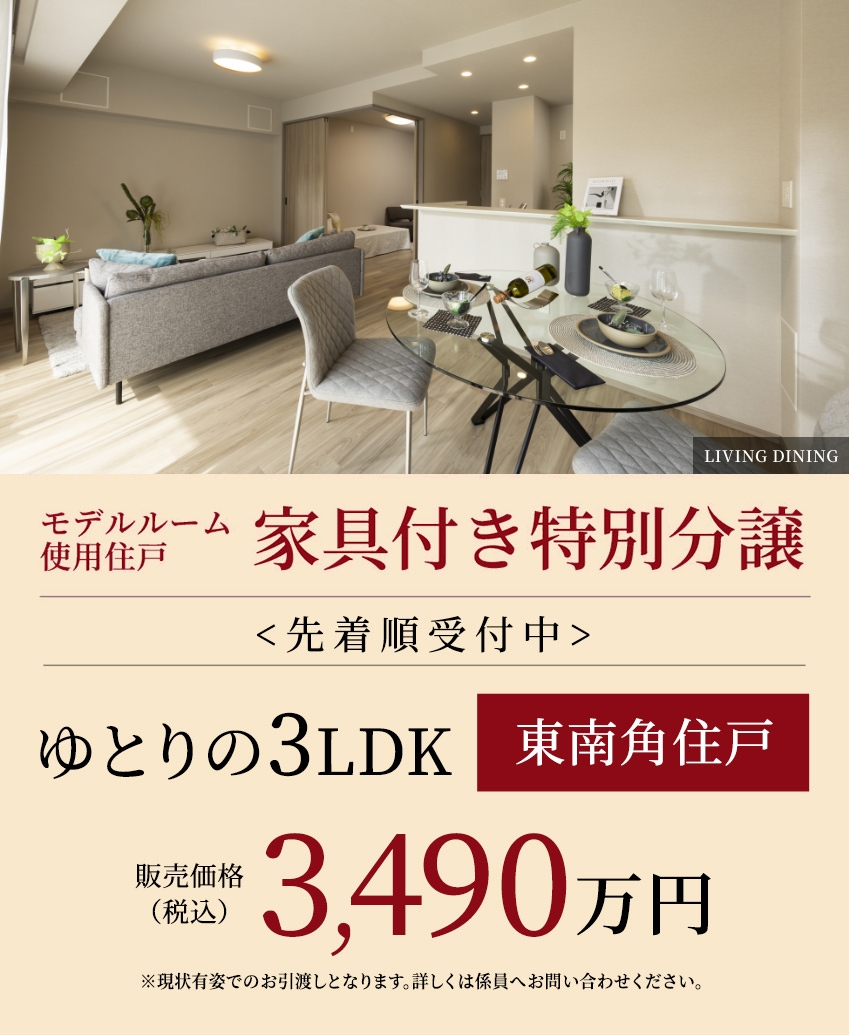 LIVING DINING
モデルルーム
使用住戸
家具付き特別分譲
<先着順受付中>
ゆとりの3LDK
東南角住戸
販売価格
（税込）
3,490万円
※現状有姿でのお引渡しとなります。詳しくは係員へお問い合わせください。